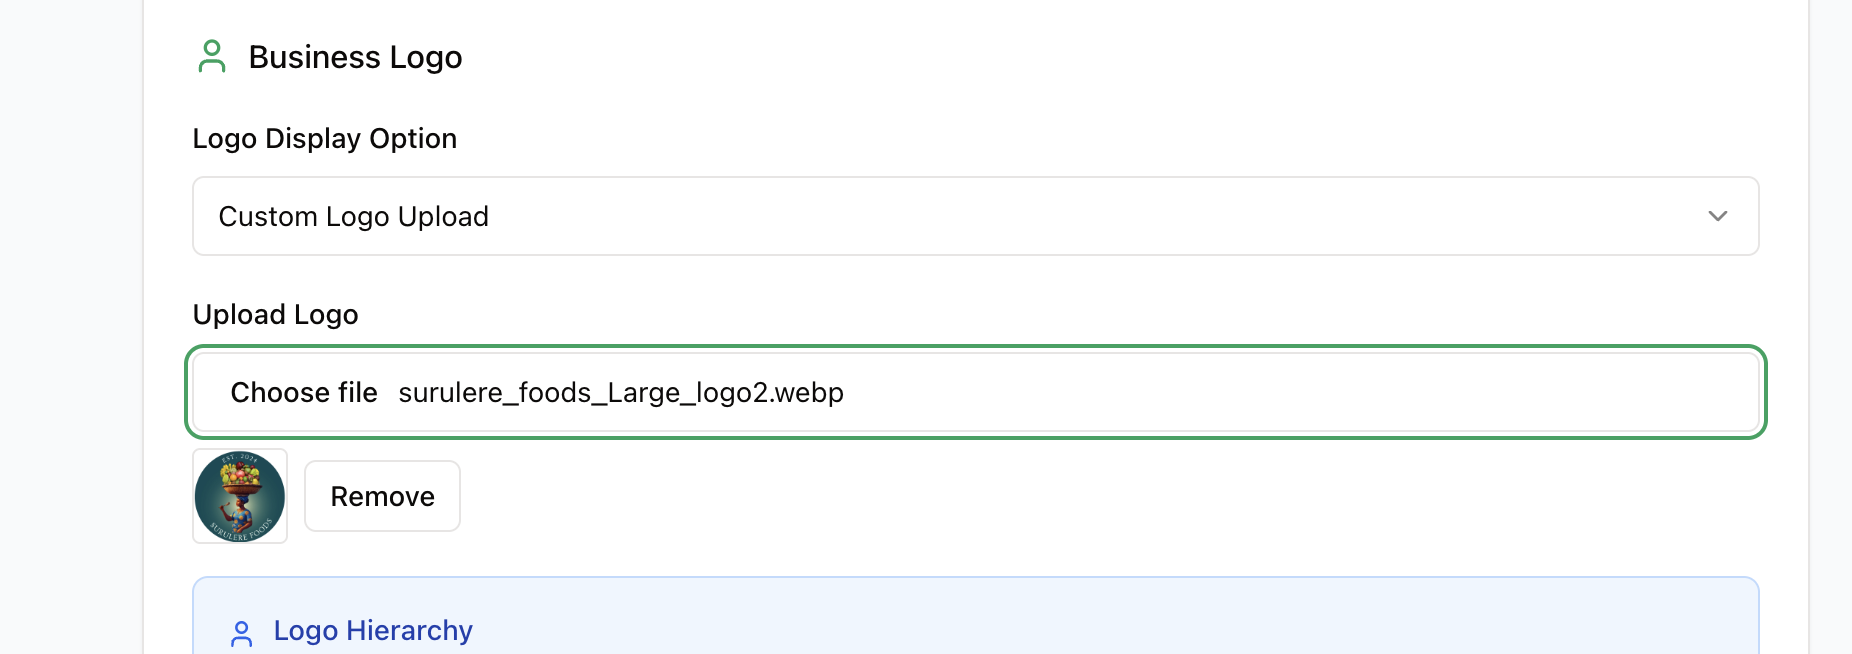 Business Logo
Logo Display Option
Custom Logo Upload
Upload Logo
Choose file surulere_foods_Large_logo2.webp
EST. 2024
SURULERE FOODS
Remove
Logo Hierarchy